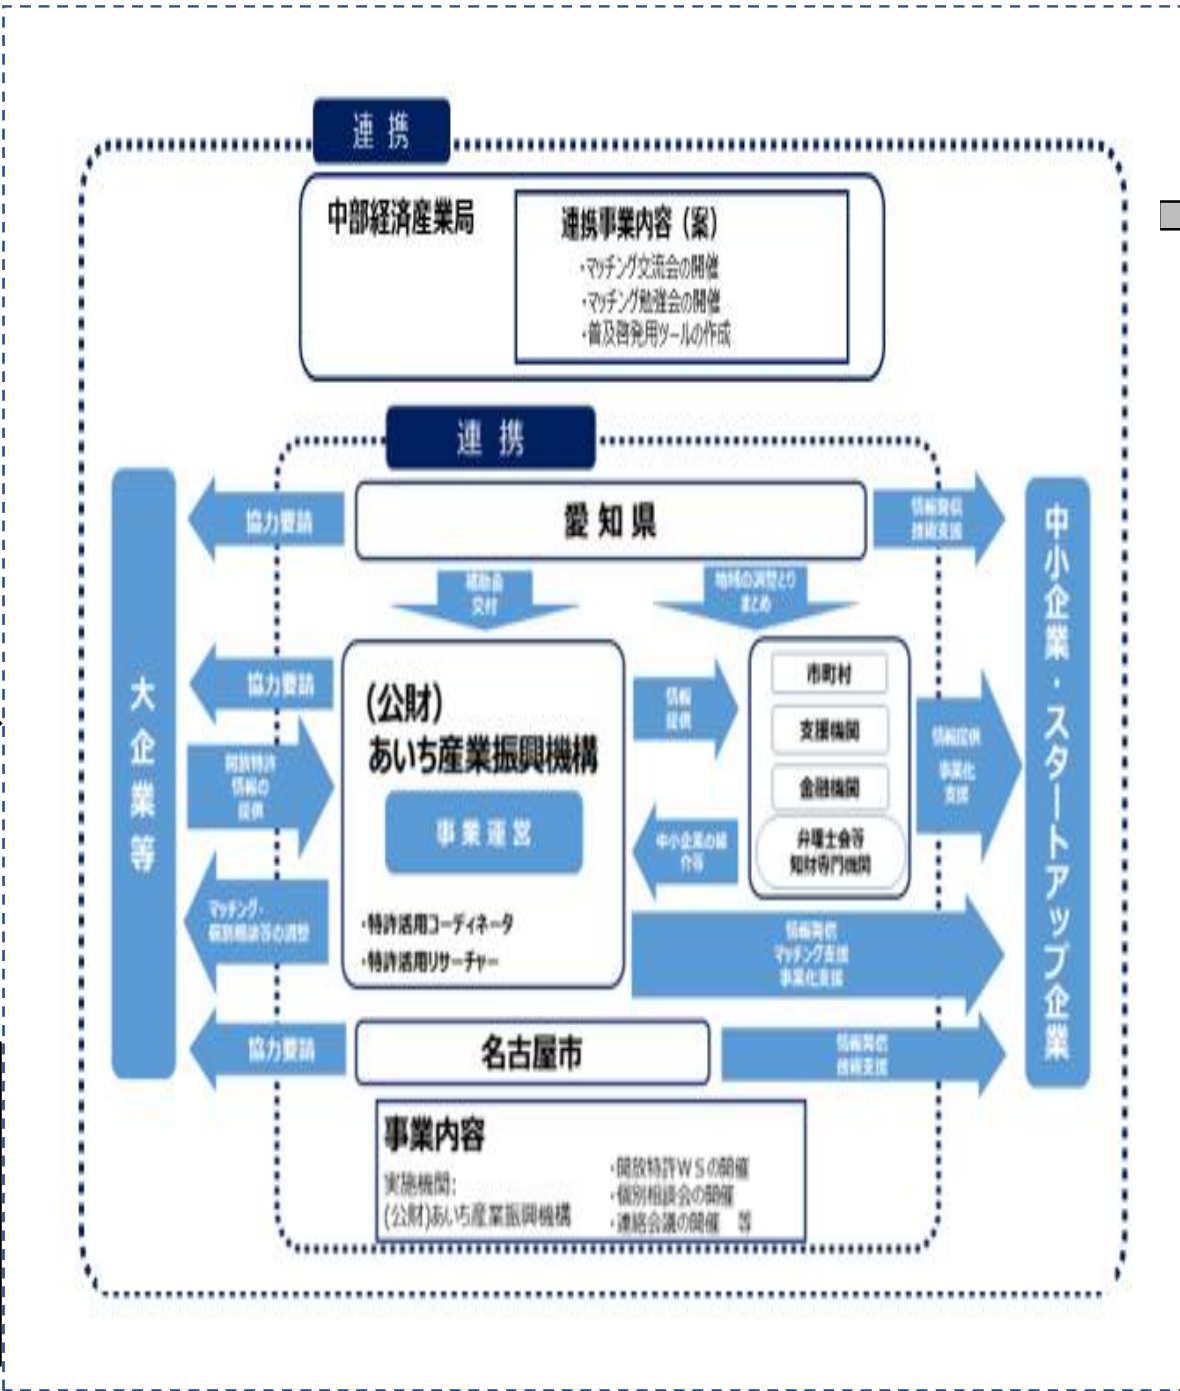 連 携
中部経済産業局
連携事業内容（案）
・マッチング交流会の開催
・マッチング勉強会の開催
・普及啓発用ツールの作成
連 携
協力要請
愛 知 県
情報発信
技術支援
補助金
交付
地域の調整とり
まとめ
大企業等
中小企業・スタートアップ企業
協力要請
開放特許
情報の
提供
マッチング・
個別相談等の調整
(公財)
あいち産業振興機構
事 業 運 営
・特許活用コーディネータ
・特許活用リサーチャー
情報
提供
中小企業の紹
介等
市町村
支援機関
金融機関
弁理士会等
知財専門機関
情報提供
事業化
支援
情報発信
マッチング支援
事業化支援
協力要請
名古屋市
情報発信
技術支援
事業内容
実施機関：
(公財)あいち産業振興機構
・開放特許ＷＳの開催
・個別相談会の開催
・連絡会議の開催　等